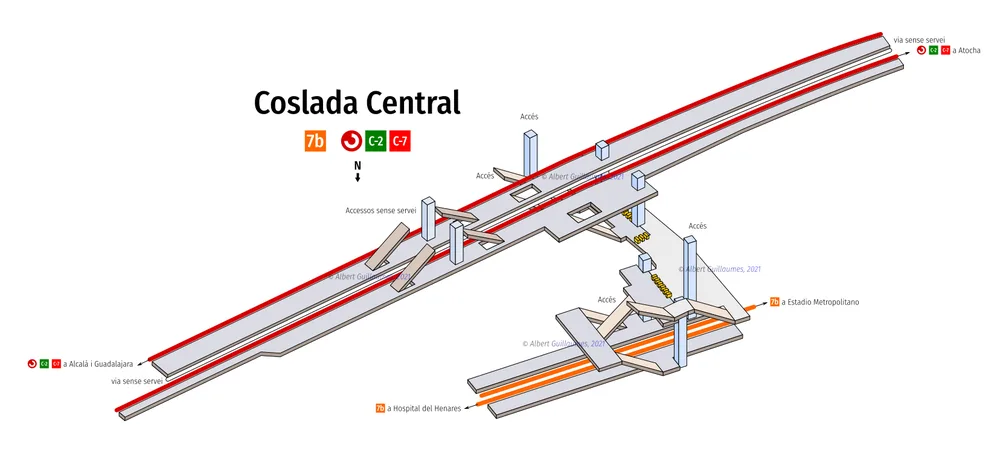 via sense servei
C-2 C-7 a Atocha
Coslada Central
7b C-2 C-7
N
Accés
Accés
© Albert Guillaumes, 2021
Accessos sense servei
Accés
© Albert Guillaumes, 2021
© Albert Guillaumes, 2021
Accés
7b a Estadio Metropolitano
© Albert Guillaumes, 2021
C-2 C-7 a Alcalá i Guadalajara
via sense servei
7b a Hospital del Henares